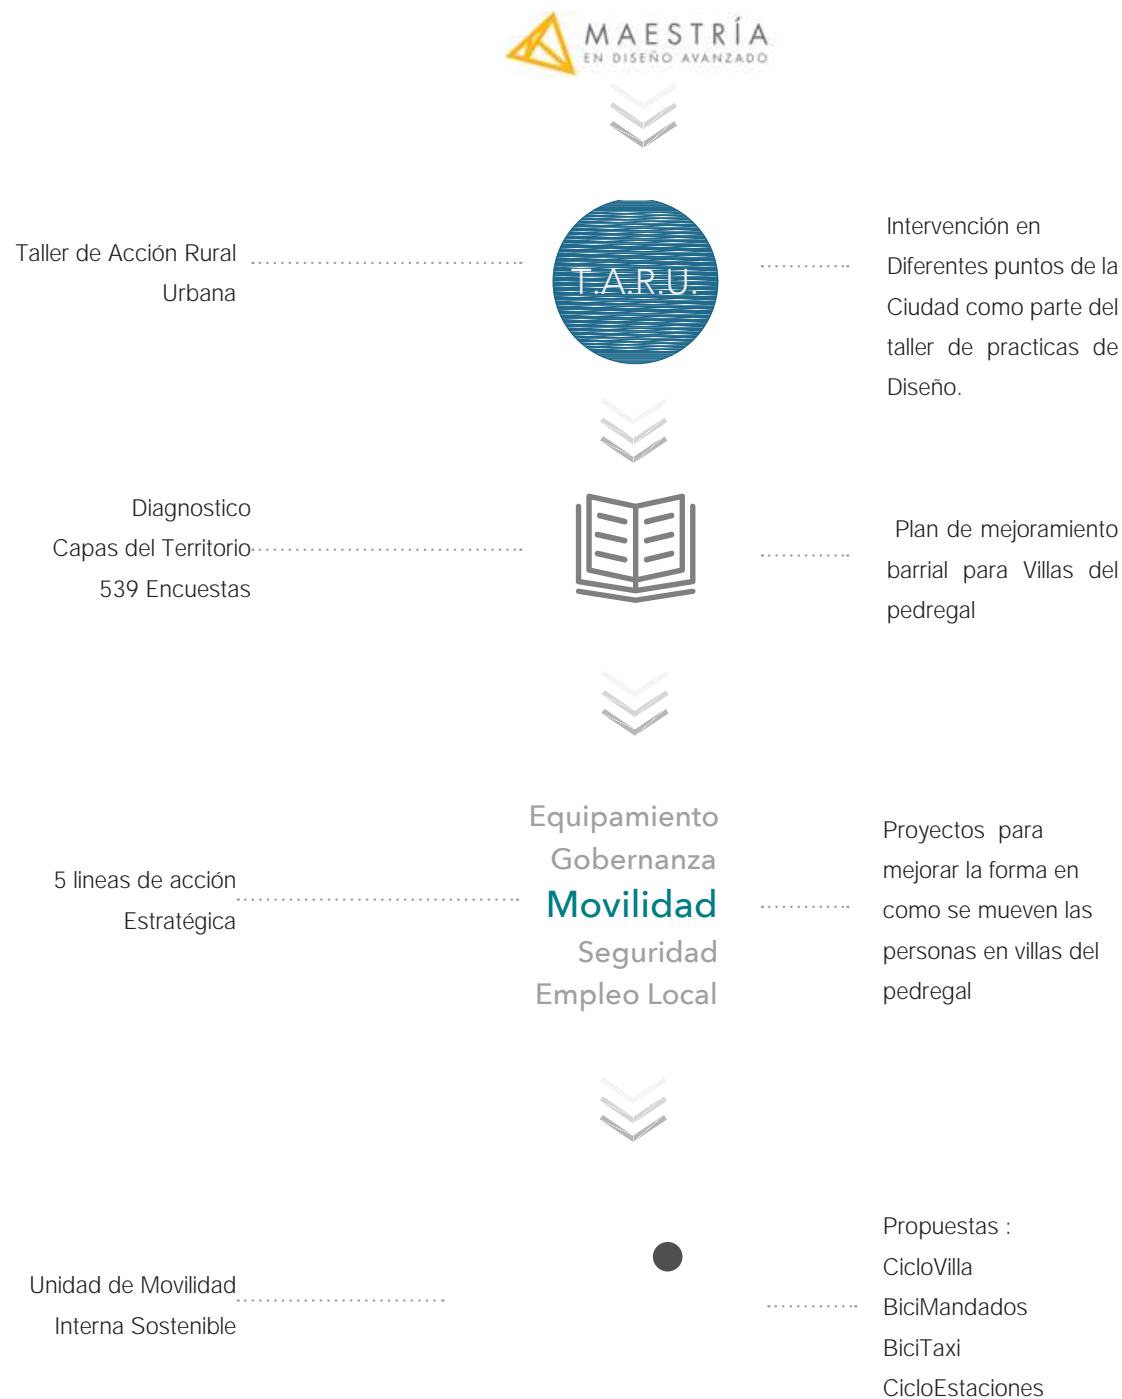 MAESTRÍA
EN DISEÑO AVANZADO
Taller de Acción Rural
Urbana
T.A.R.U.
Intervención en
Diferentes puntos de la
Ciudad como parte del
taller de practicas de
Diseño.
Diagnostico
Capas del Territorio
539 Encuestas
Plan de mejoramiento
barrial para Villas del
pedregal
5 lineas de acción
Estratégica
Equipamiento
Gobernanza
Movilidad
Seguridad
Empleo Local
Proyectos para
mejorar la forma en
como se mueven las
personas en villas del
pedregal
Unidad de Movilidad
Interna Sostenible
Propuestas :
CicloVilla
BiciMandados
BiciTaxi
CicloEstaciones